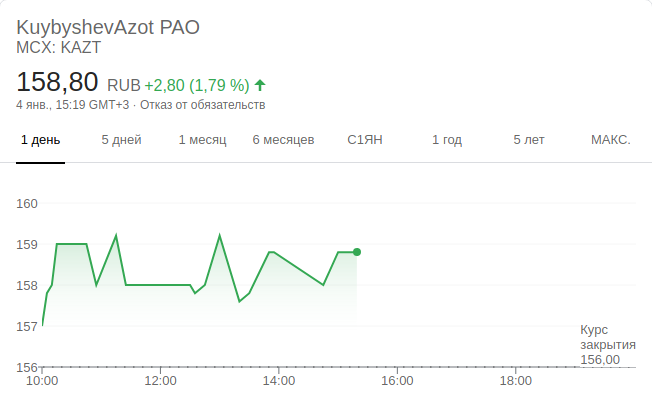 KuybyshevAzot PAO
MCX: KAZT
158,80 RUB +2,80 (1,79 %)
4 янв., 15:19 GMT+3 · Отказ от обязательств
1 день 5 дней 1 месяц 6 месяцев С1ЯН 1 год 5 лет МАКС.
160
159
158
157
Курс
закрытия
156,00
156
10:00 12:00 14:00 16:00 18:00